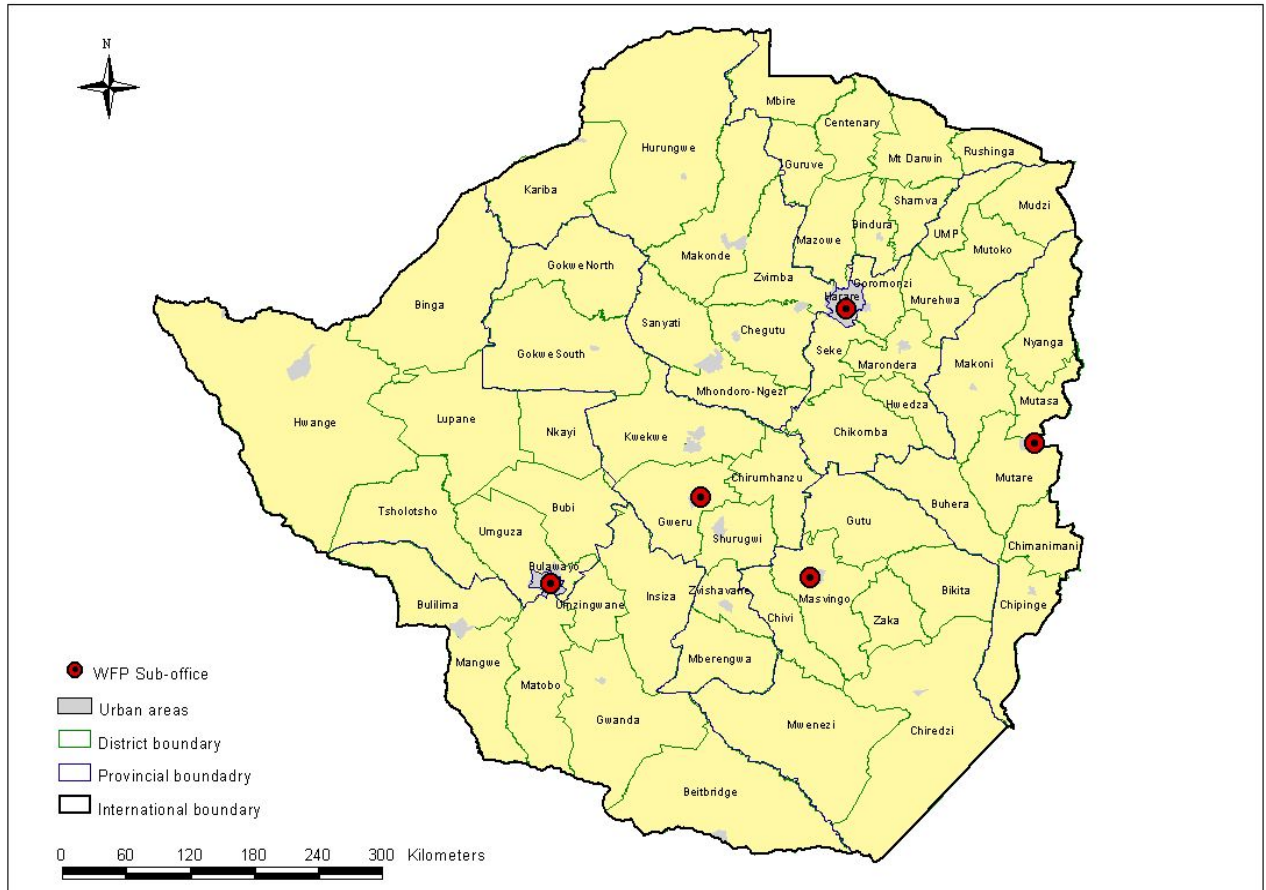 N
Mbire
Centenary
Hurungwe
Mt Darwin
Rushinga
Guruve
Kariba
Shamva
Mudzi
Bindura
UMP
Mazowe
Mutoko
Makonde
Gokwe North
Zvimba
Goromonzi
Harare
Murehwa
Binga
Sanyati
Chegutu
Nyanga
Seke
Gokwe South
Marondera
Makoni
Mhondoro-Ngezi
Mutasa
Hwedza
Lupane
Hwange
Nkayi
Kwekwe
Chikomba
Chirumhanzu
Mutare
Buhera
Tsholotsho
Bubi
Gweru
Gutu
Umguza
Shurugwi
Chimanimani
Bulawayo
Zvishavane
Bikita
Chipinge
Insiza
Masvingo
Bulilima
Umzingwane
Chivi
Zaka
Mberengwa
Mangwe
Matobo
Gwanda
Mwenezi
Chiredzi
Beitbridge
WFP Sub-office
Urban areas
District boundary
Provincial boundadry
International boundary
0 60 120 180 240 300 Kilometers